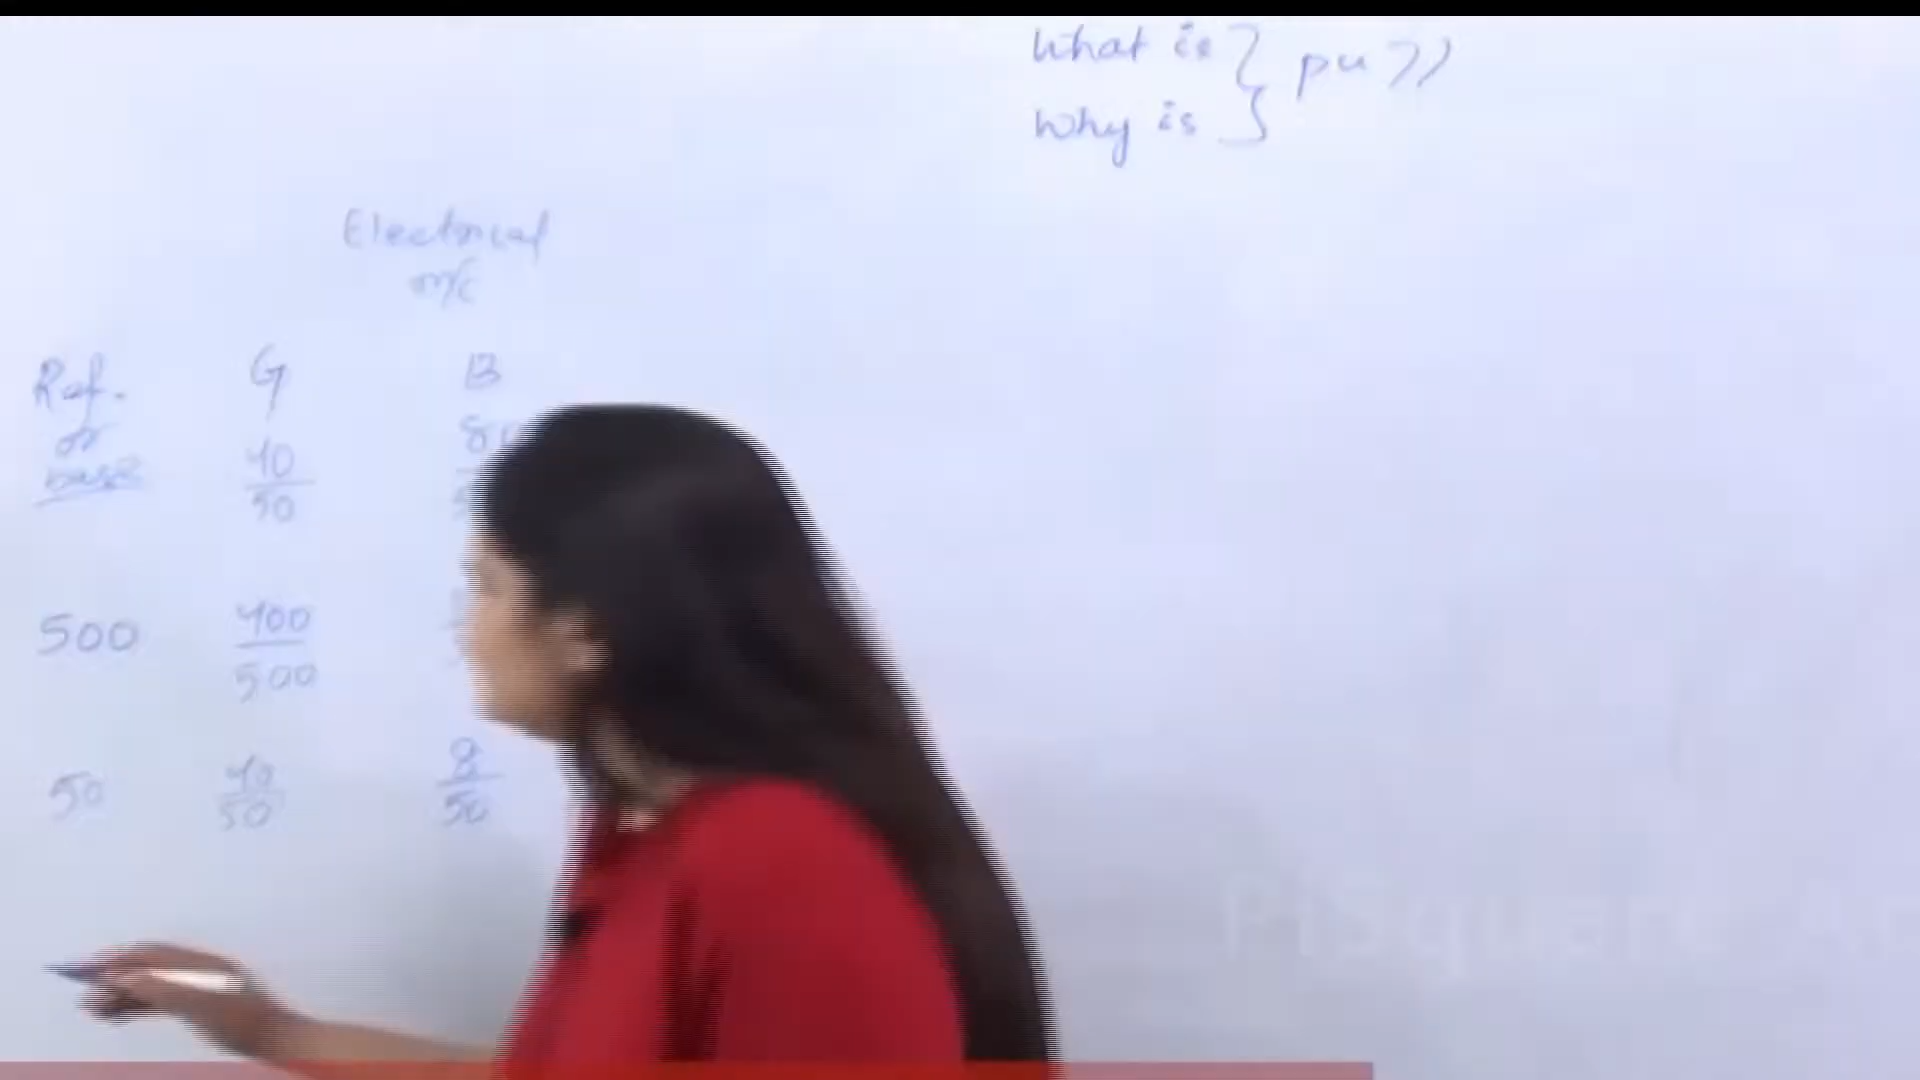 What is } pu >>
Why is
Electrical
m/c
Ref. G B
or
base
40
50
500 400
500
50 40 8
50 50
PiSquare